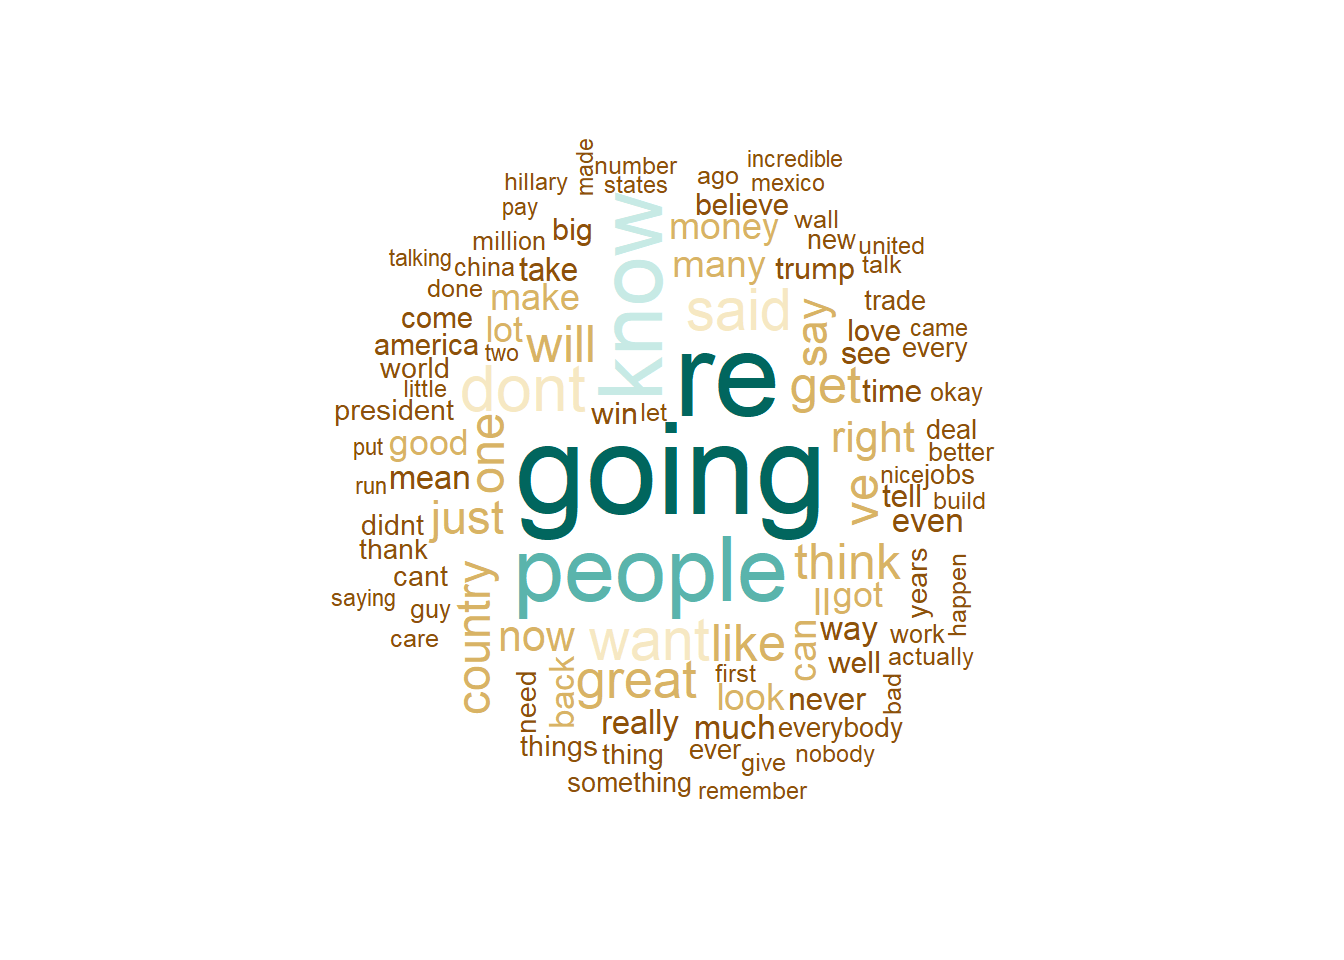 incredible
made
number
ago
mexico
hillary
states
pay
believe
wall
big
money
million
new
united
know
talking
china
take
many
trump
talk
done
make
said
trade
come
lot
will
say
love
came
america
two
see
every
world
little
dont
re
get
time
okay
president
win
let
put
good
one
right
deal
better
run
mean
going
nice
jobs
ve
tell
build
didnt
just
even
thank
people
think
cant
years
happen
saying
guy
country
ll
got
care
now
want
like
can
way
work
well
actually
need
back
great
first
look
never
bad
really
much
everybody
things
thing
ever
give
nobody
something
remember